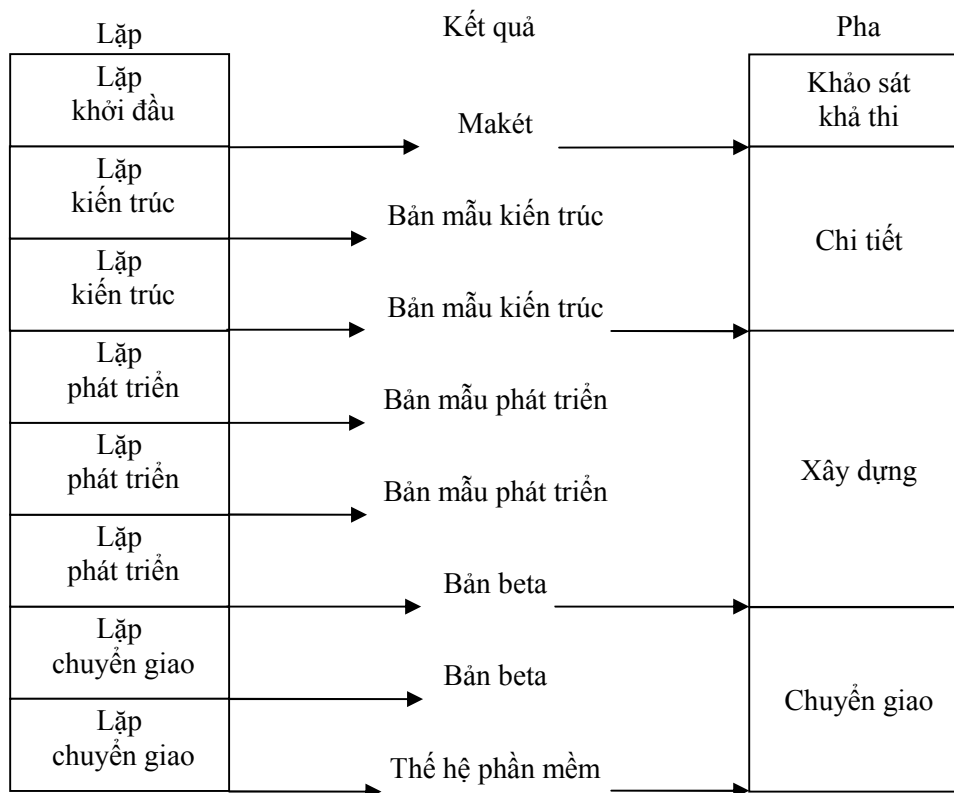 Lặp
Kết quả
Pha
Lặp
khởi đầu
Khảo sát
khả thi
Makét
Lặp
kiến trúc
Bản mẫu kiến trúc
Chi tiết
Lặp
kiến trúc
Bản mẫu kiến trúc
Lặp
phát triển
Bản mẫu phát triển
Lặp
phát triển
Bản mẫu phát triển
Xây dựng
Lặp
phát triển
Bản beta
Lặp
chuyển giao
Bản beta
Chuyển giao
Lặp
chuyển giao
Thế hệ phần mềm